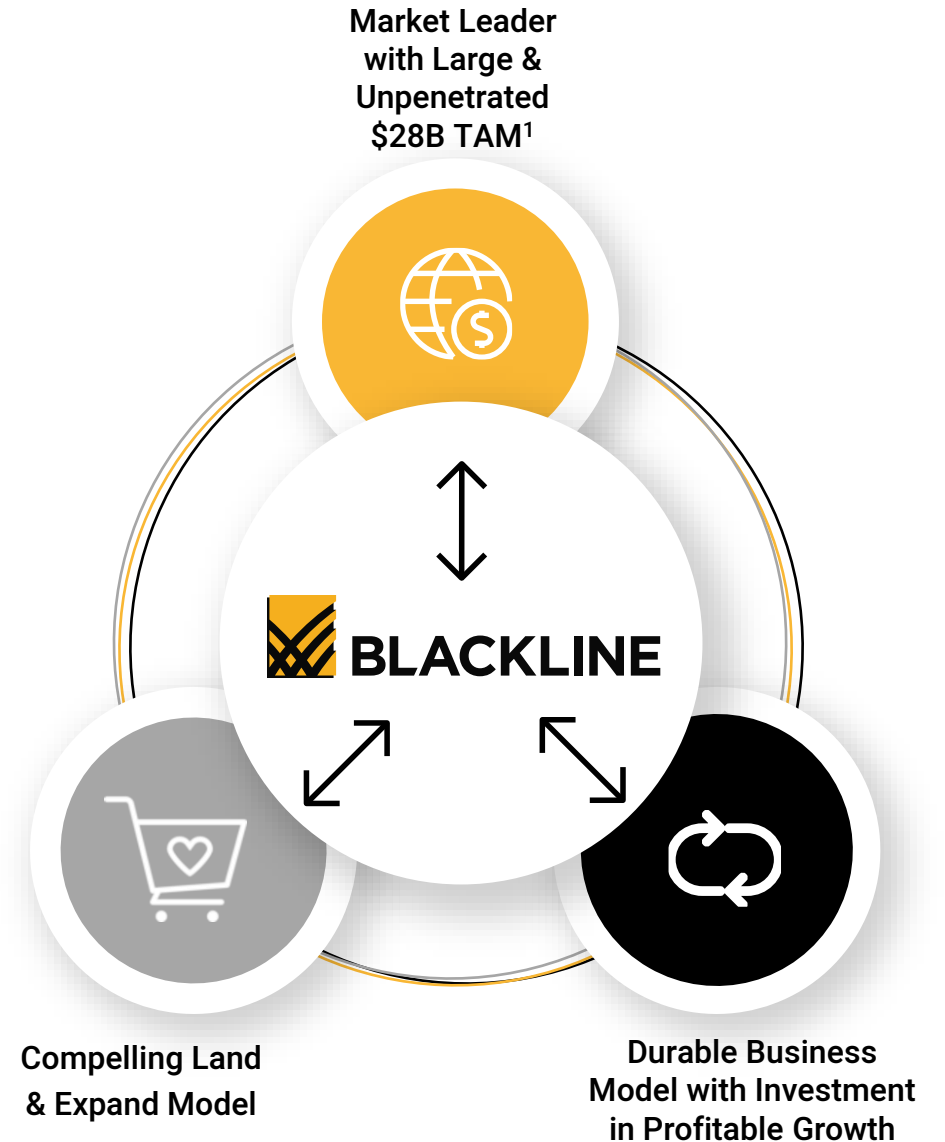 Market Leader
with Large &
Unpenetrated
$28B TAM¹
$
BLACKLINE
Compelling Land
& Expand Model
Durable Business
Model with Investment
in Profitable Growth